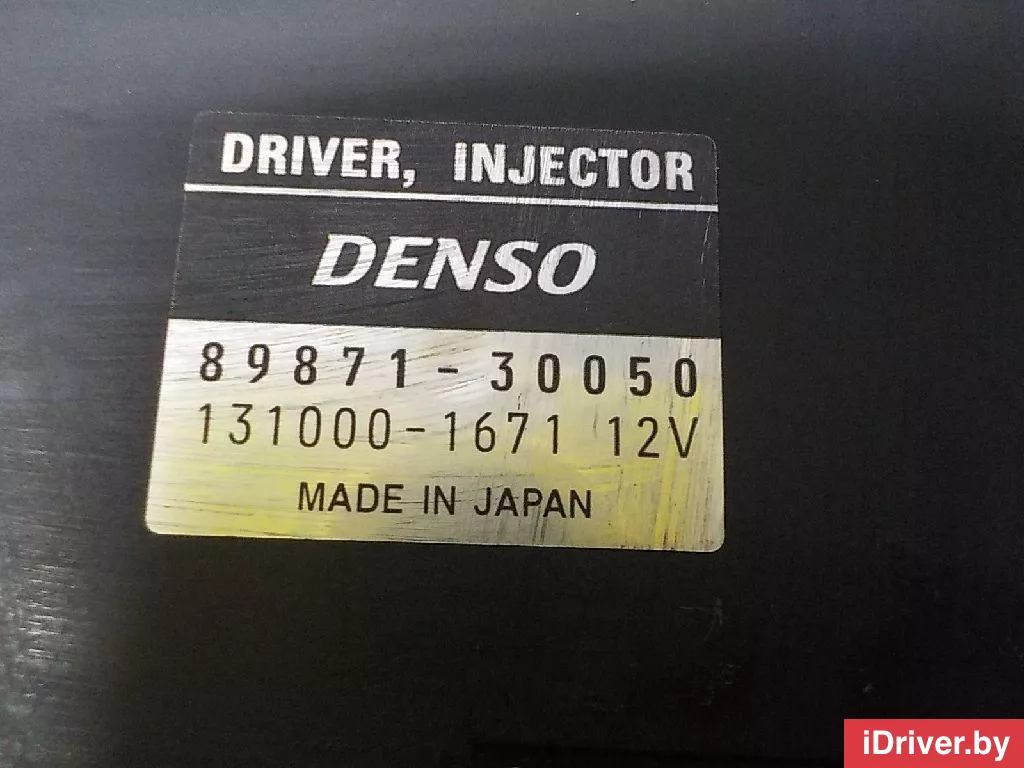 DRIVER, INJECTOR
DENSO
89871-30050
131000-1671 12V
MADE IN JAPAN
iDriver.by